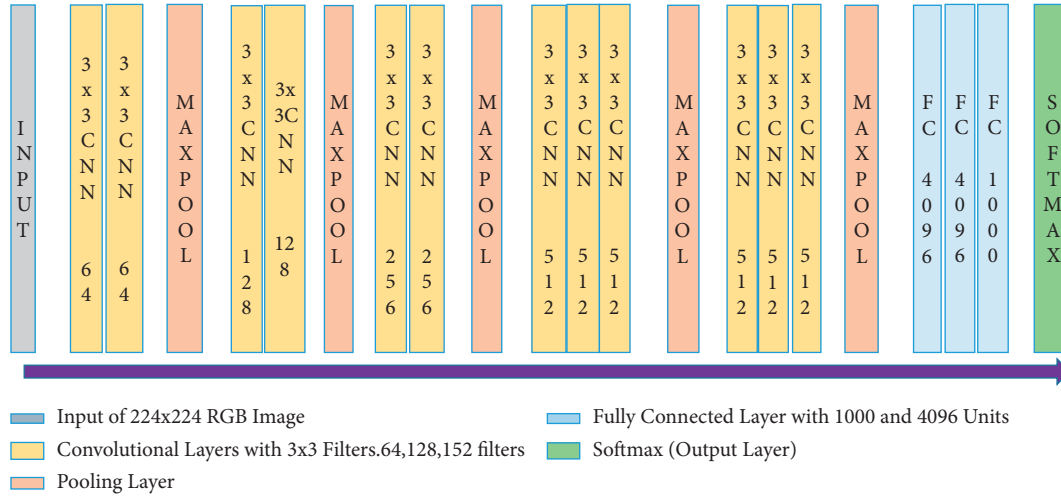 INPUT
3x3CNN 64
3x3CNN 64
MAXPOOL
3x3CNN 128
3x3CNN 128
MAXPOOL
3x3CNN 256
3x3CNN 256
MAXPOOL
3x3CNN 512
3x3CNN 512
3x3CNN 512
MAXPOOL
3x3CNN 512
3x3CNN 512
3x3CNN 512
MAXPOOL
FC 4096
FC 4096
FC 1000
SOFTMAX
Input of 224x224 RGB Image
Convolutional Layers with 3x3 Filters.64,128,152 filters
Pooling Layer
Fully Connected Layer with 1000 and 4096 Units
Softmax (Output Layer)